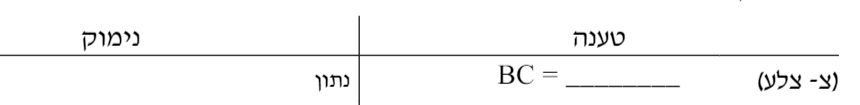 טענה נימוק
(צ- צלע) BC = ________ נתון